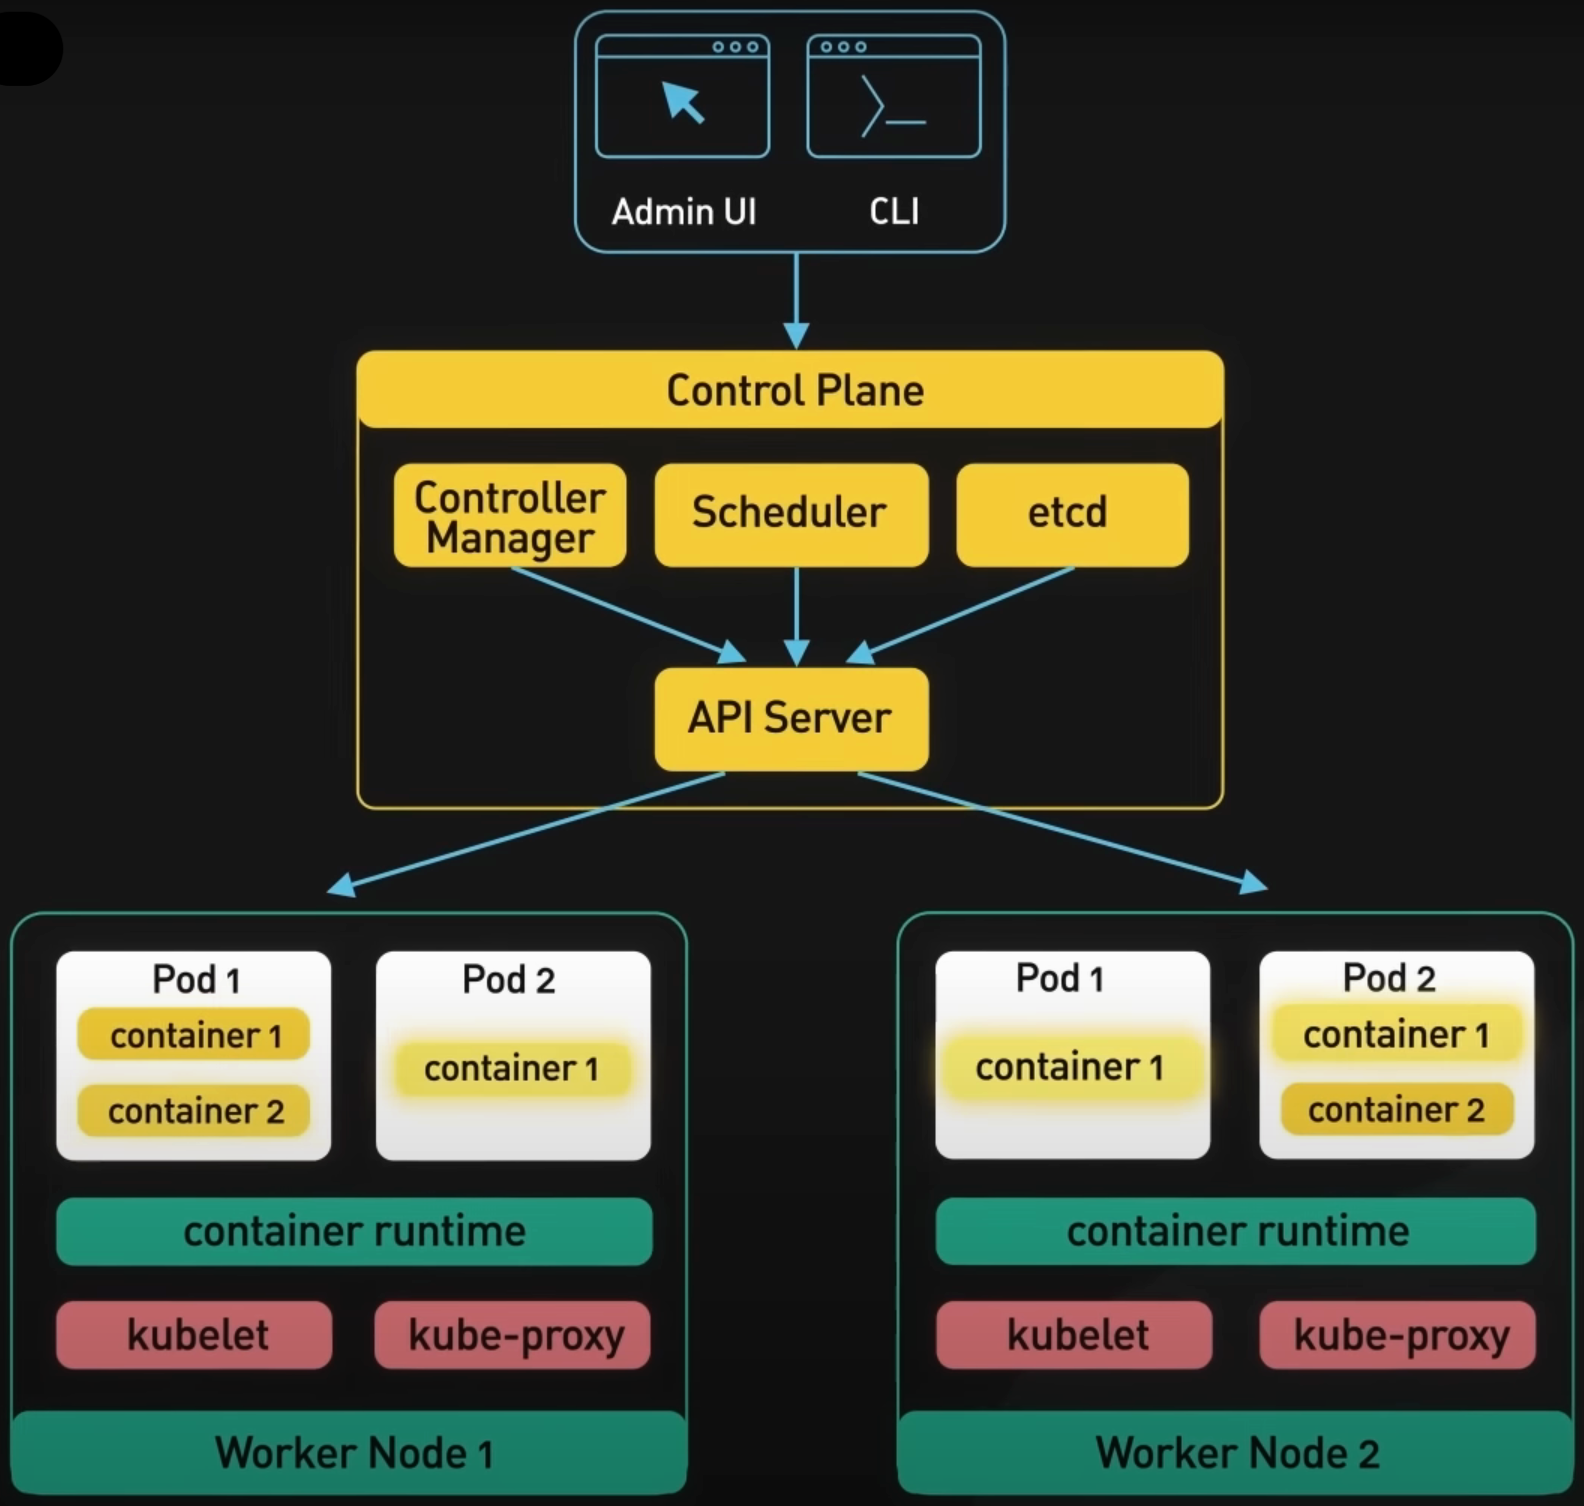 Admin UI
CLI
Control Plane
Controller
Manager
Scheduler
etcd
API Server
Pod 1
container 1
container 2
Pod 2
container 1
container runtime
kubelet
kube-proxy
Worker Node 1
Pod 1
container 1
Pod 2
container 1
container 2
container runtime
kubelet
kube-proxy
Worker Node 2